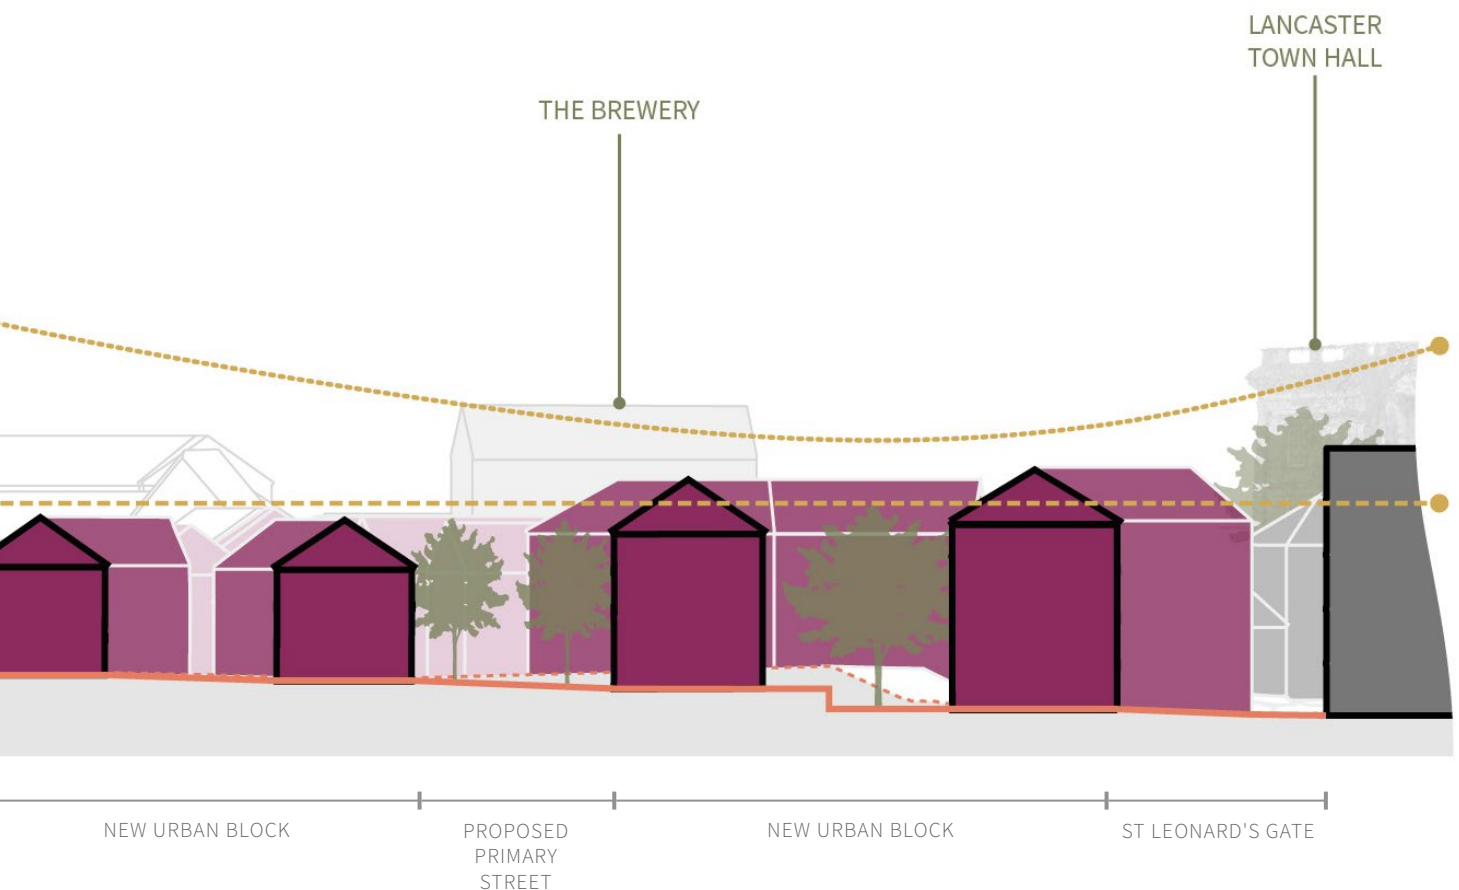 LANCASTER
TOWN HALL
THE BREWERY
NEW URBAN BLOCK
PROPOSED
PRIMARY
STREET
NEW URBAN BLOCK
ST LEONARD'S GATE